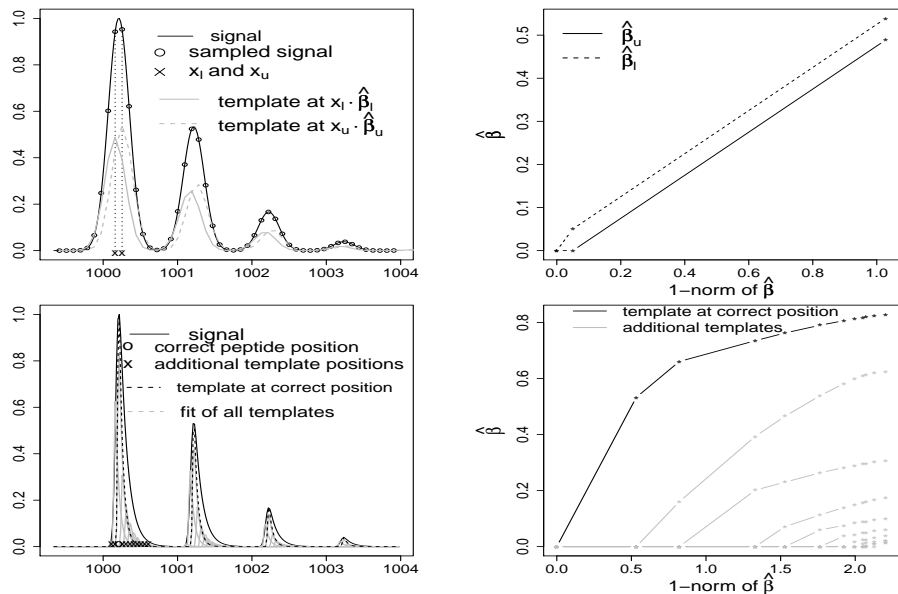 0.0 0.2 0.4 0.6 0.8 1.0
signal
sampled signal
x_l and x_u
template at x_l · β̂_l
template at x_u · β̂_u
1000 1001 1002 1003 1004
0.0 0.1 0.2 0.3 0.4 0.5
β̂
β̂_u
β̂_l
0.0 0.2 0.4 0.6 0.8 1.0
1−norm of β̂
0.0 0.2 0.4 0.6 0.8 1.0
signal
correct peptide position
additional template positions
template at correct position
fit of all templates
1000 1001 1002 1003 1004
0.0 0.2 0.4 0.6 0.8
β̂
template at correct position
additional templates
0.0 0.5 1.0 1.5 2.0
1−norm of β̂